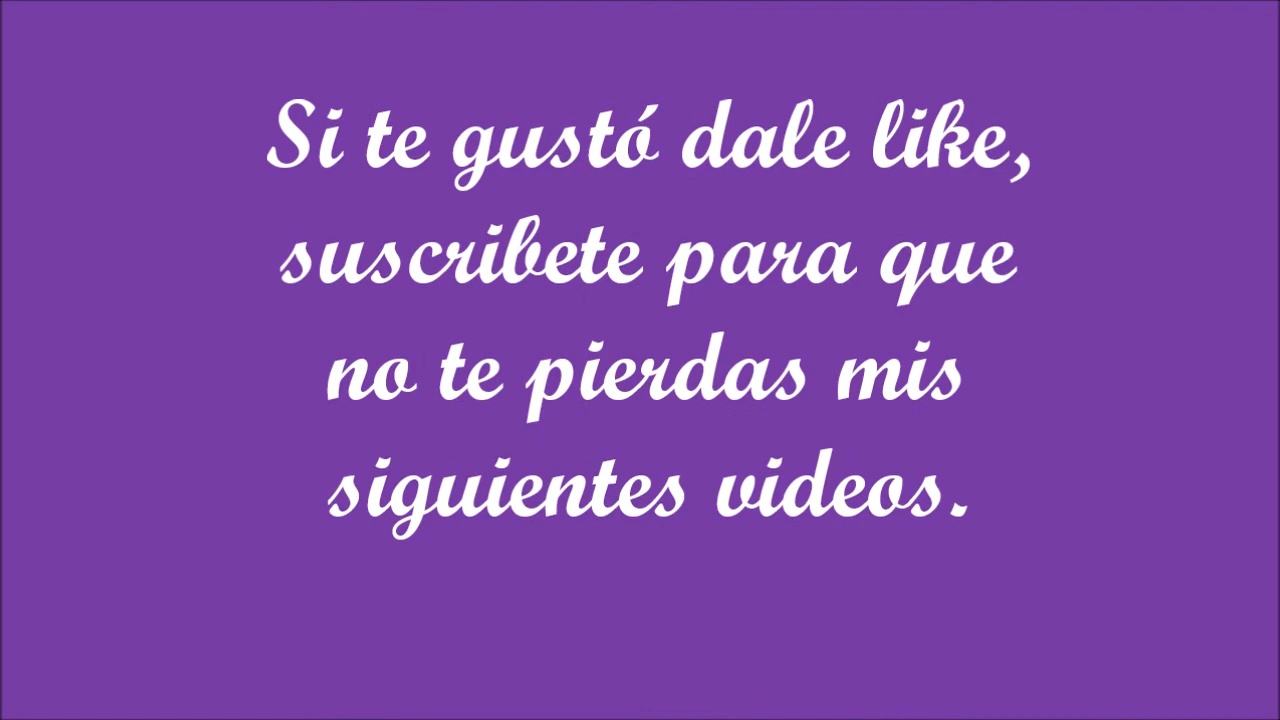 Si te gustó dale like,
suscribete para que
no te pierdas mis
siguientes videos.